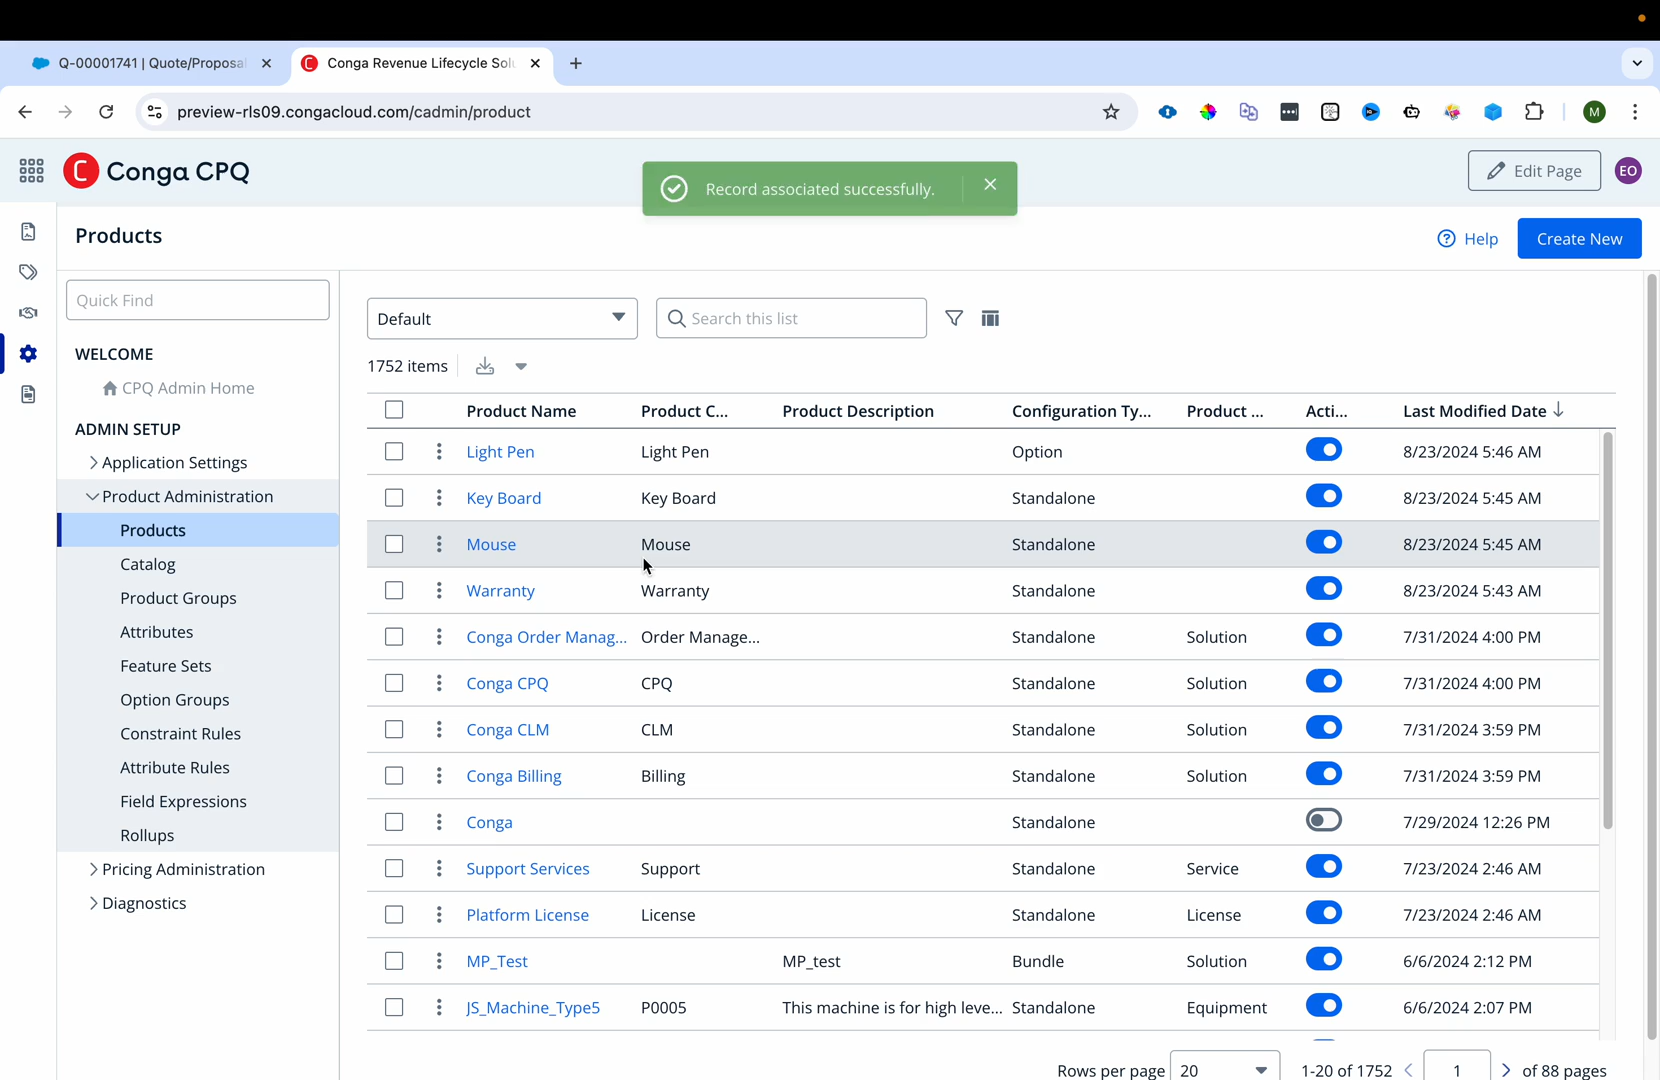 Q-00001741 | Quote/Proposal
Conga Revenue Lifecycle Solu
preview-rls09.congacloud.com/cadmin/product
M
C Conga CPQ
Record associated successfully.
Edit Page
EO
Products
Help
Create New
Quick Find
WELCOME
CPQ Admin Home
ADMIN SETUP
Application Settings
Product Administration
Products
Catalog
Product Groups
Attributes
Feature Sets
Option Groups
Constraint Rules
Attribute Rules
Field Expressions
Rollups
Pricing Administration
Diagnostics
Default
Search this list
1752 items
Product Name Product C... Product Description Configuration Ty... Product ... Acti... Last Modified Date
Light Pen Light Pen Option 8/23/2024 5:46 AM
Key Board Key Board Standalone 8/23/2024 5:45 AM
Mouse Mouse Standalone 8/23/2024 5:45 AM
Warranty Warranty Standalone 8/23/2024 5:43 AM
Conga Order Manag... Order Manage... Standalone Solution 7/31/2024 4:00 PM
Conga CPQ CPQ Standalone Solution 7/31/2024 4:00 PM
Conga CLM CLM Standalone Solution 7/31/2024 3:59 PM
Conga Billing Billing Standalone Solution 7/31/2024 3:59 PM
Conga Standalone 7/29/2024 12:26 PM
Support Services Support Standalone Service 7/23/2024 2:46 AM
Platform License License Standalone License 7/23/2024 2:46 AM
MP_Test MP_test Bundle Solution 6/6/2024 2:12 PM
JS_Machine_Type5 P0005 This machine is for high leve... Standalone Equipment 6/6/2024 2:07 PM
Rows per page 20 1-20 of 1752 1 of 88 pages